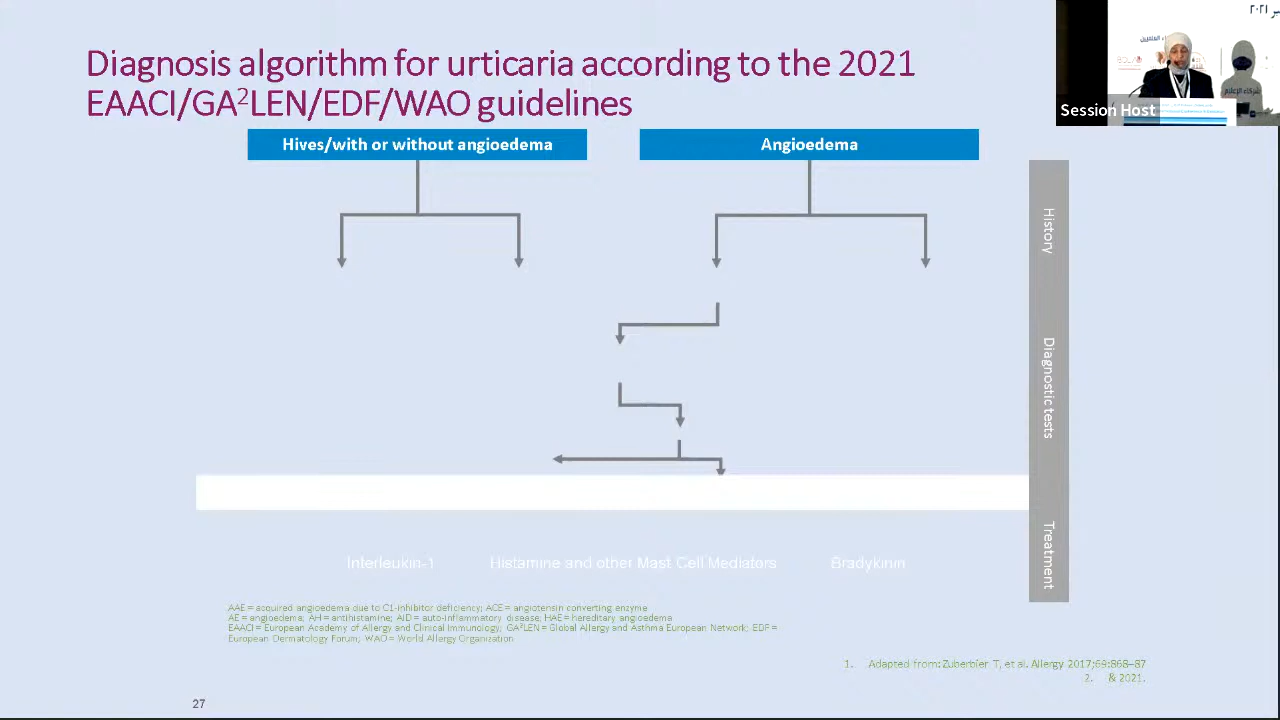 Diagnosis algorithm for urticaria according to the 2021
EAACI/GA²LEN/EDF/WAO guidelines
Session Host
Hives/with or without angioedema
Angioedema
History
Diagnostic tests
Treatment
Interleukin-1
Histamine and other Mast Cell Mediators
Bradykinin
AAE = acquired angioedema due to C1-inhibitor deficiency; ACE = angiotensin converting enzyme
AE = angioedema; AH = antihistamine; AID = auto-inflammatory disease; HAE = hereditary angioedema
EAACI = European Academy of Allergy and Clinical Immunology; GA²LEN = Global Allergy and Asthma European Network; EDF =
European Dermatology Forum; WAO = World Allergy Organisation
1. Adapted from: Zuberbier T, et al. Allergy 2017;69:868–87
2. & 2021.
27